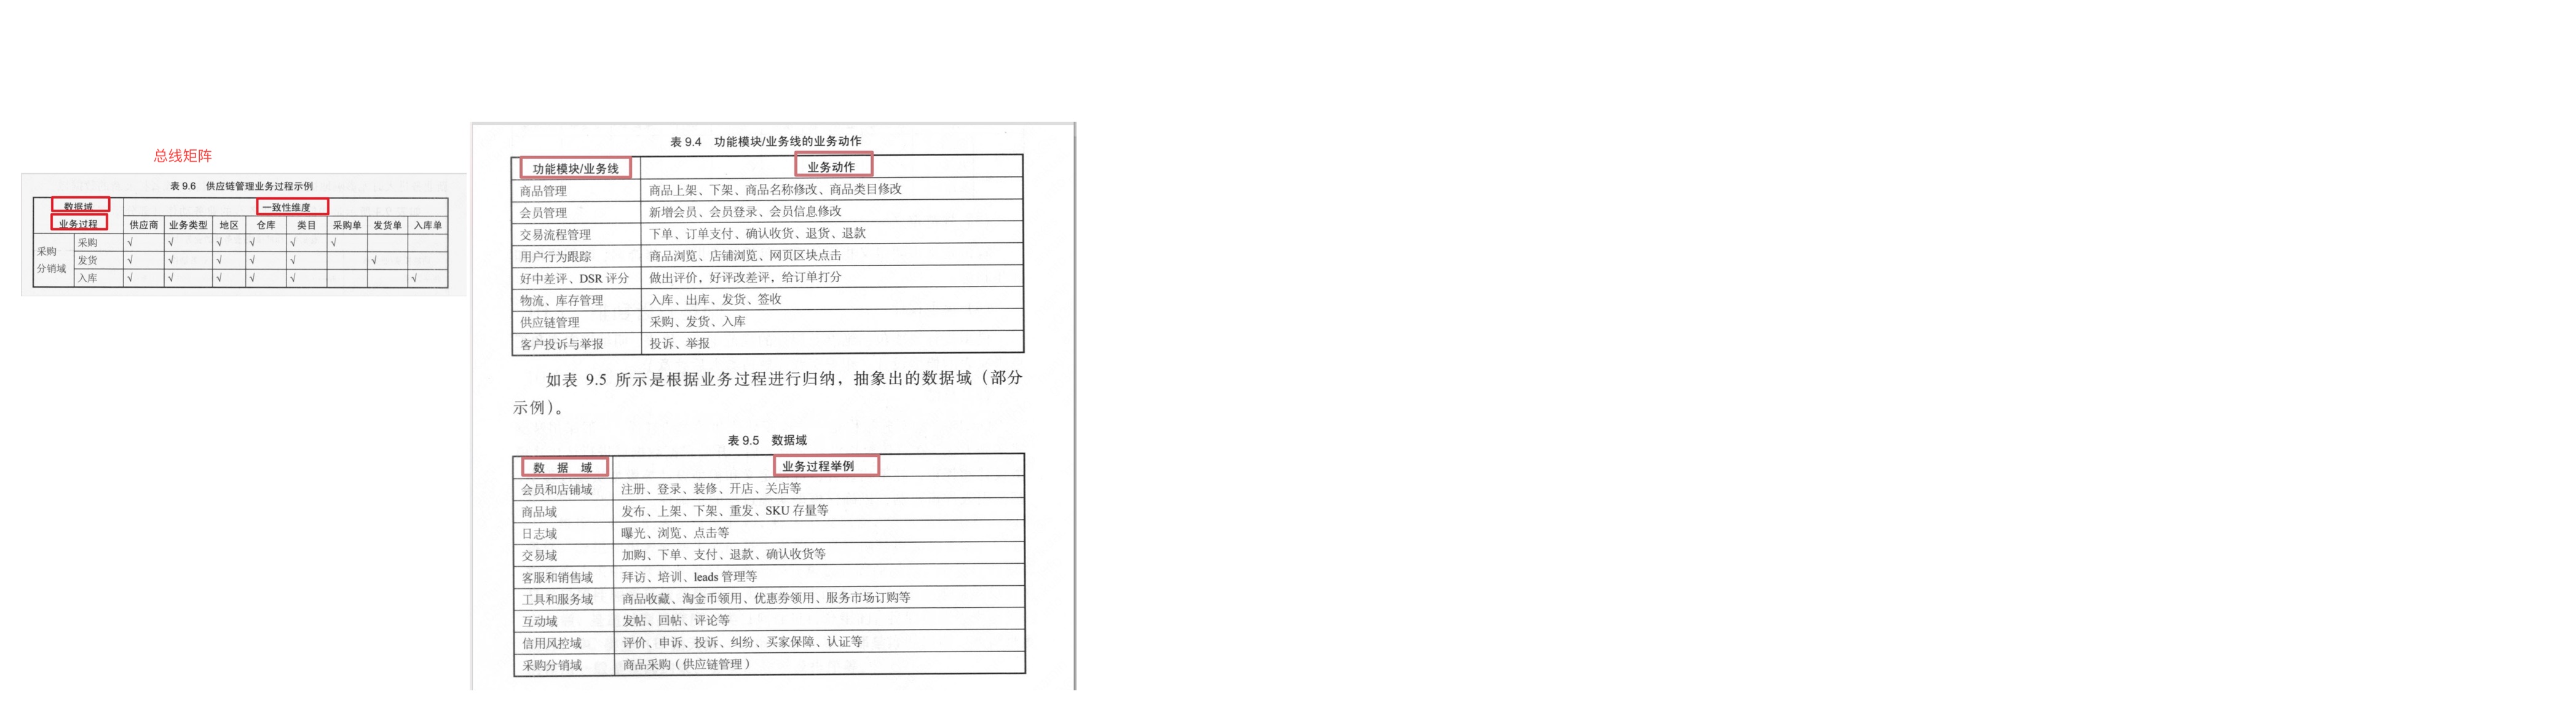 总线矩阵
表 9.6 供应链管理业务过程示例
数据域 一致性维度
业务过程 供应商 业务类型 地区 仓库 类目 采购单 发货单 入库单
采购分销域 采购 √ √ √ √ √ √
发货 √ √ √ √ √ √
入库 √ √ √ √ √ √
表 9.4 功能模块/业务线的业务动作
功能模块/业务线 业务动作
商品管理 商品上架、下架、商品名称修改、商品类目修改
会员管理 新增会员、会员登录、会员信息修改
交易流程管理 下单、订单支付、确认收货、退货、退款
用户行为跟踪 商品浏览、店铺浏览、网页区块点击
好中差评、DSR 评分 做出评价，好评改差评，给订单打分
物流、库存管理 入库、出库、发货、签收
供应链管理 采购、发货、入库
客户投诉与举报 投诉、举报
如表 9.5 所示是根据业务过程进行归纳，抽象出的数据域（部分
示例）。
表 9.5 数据域
数 据 域 业务过程举例
会员和店铺域 注册、登录、装修、开店、关店等
商品域 发布、上架、下架、重发、SKU 存量等
日志域 曝光、浏览、点击等
交易域 加购、下单、支付、退款、确认收货等
客服和销售域 拜访、培训、leads 管理等
工具和服务域 商品收藏、淘金币领用、优惠券领用、服务市场订购等
互动域 发帖、回帖、评论等
信用风控域 评价、申诉、投诉、纠纷、买家保障、认证等
采购分销域 商品采购（供应链管理）